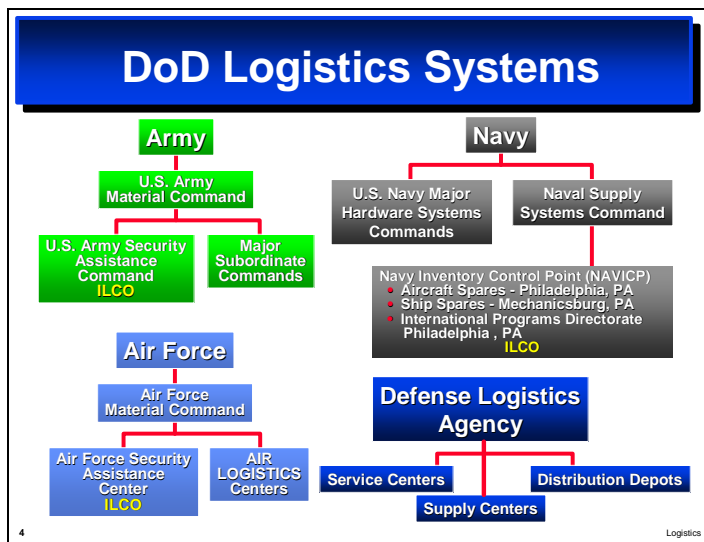 DoD Logistics Systems
Army
U.S. Army
Material Command
U.S. Army Security
Assistance
Command
ILCO
Major
Subordinate
Commands
Navy
U.S. Navy Major
Hardware Systems
Commands
Naval Supply
Systems Command
Navy Inventory Control Point (NAVICP)
• Aircraft Spares - Philadelphia, PA
• Ship Spares - Mechanicsburg, PA
• International Programs Directorate
Philadelphia , PA
ILCO
Air Force
Air Force
Material Command
Air Force Security
Assistance
Center
ILCO
AIR
LOGISTICS
Centers
Defense Logistics
Agency
Service Centers
Supply Centers
Distribution Depots
4
Logistics